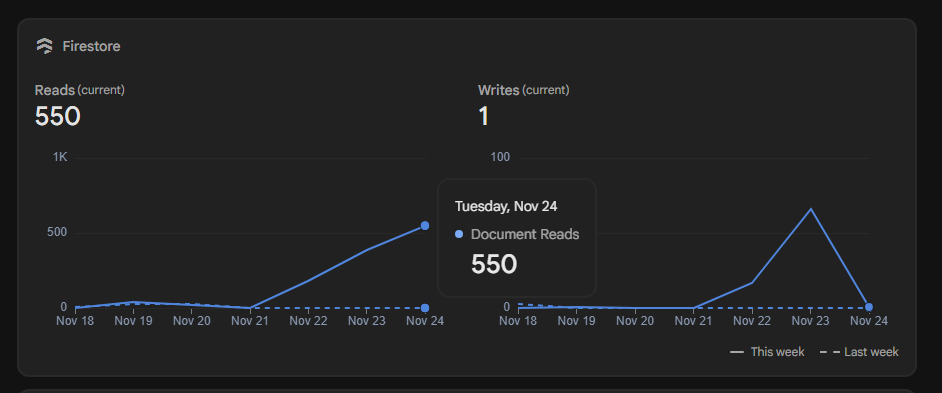 Firestore
Reads (current)
550
1K
500
0
Nov 18 Nov 19 Nov 20 Nov 21 Nov 22 Nov 23 Nov 24
Writes (current)
1
100
0
Nov 18 Nov 19 Nov 20 Nov 21 Nov 22 Nov 23 Nov 24
Tuesday, Nov 24
Document Reads
550
This week Last week